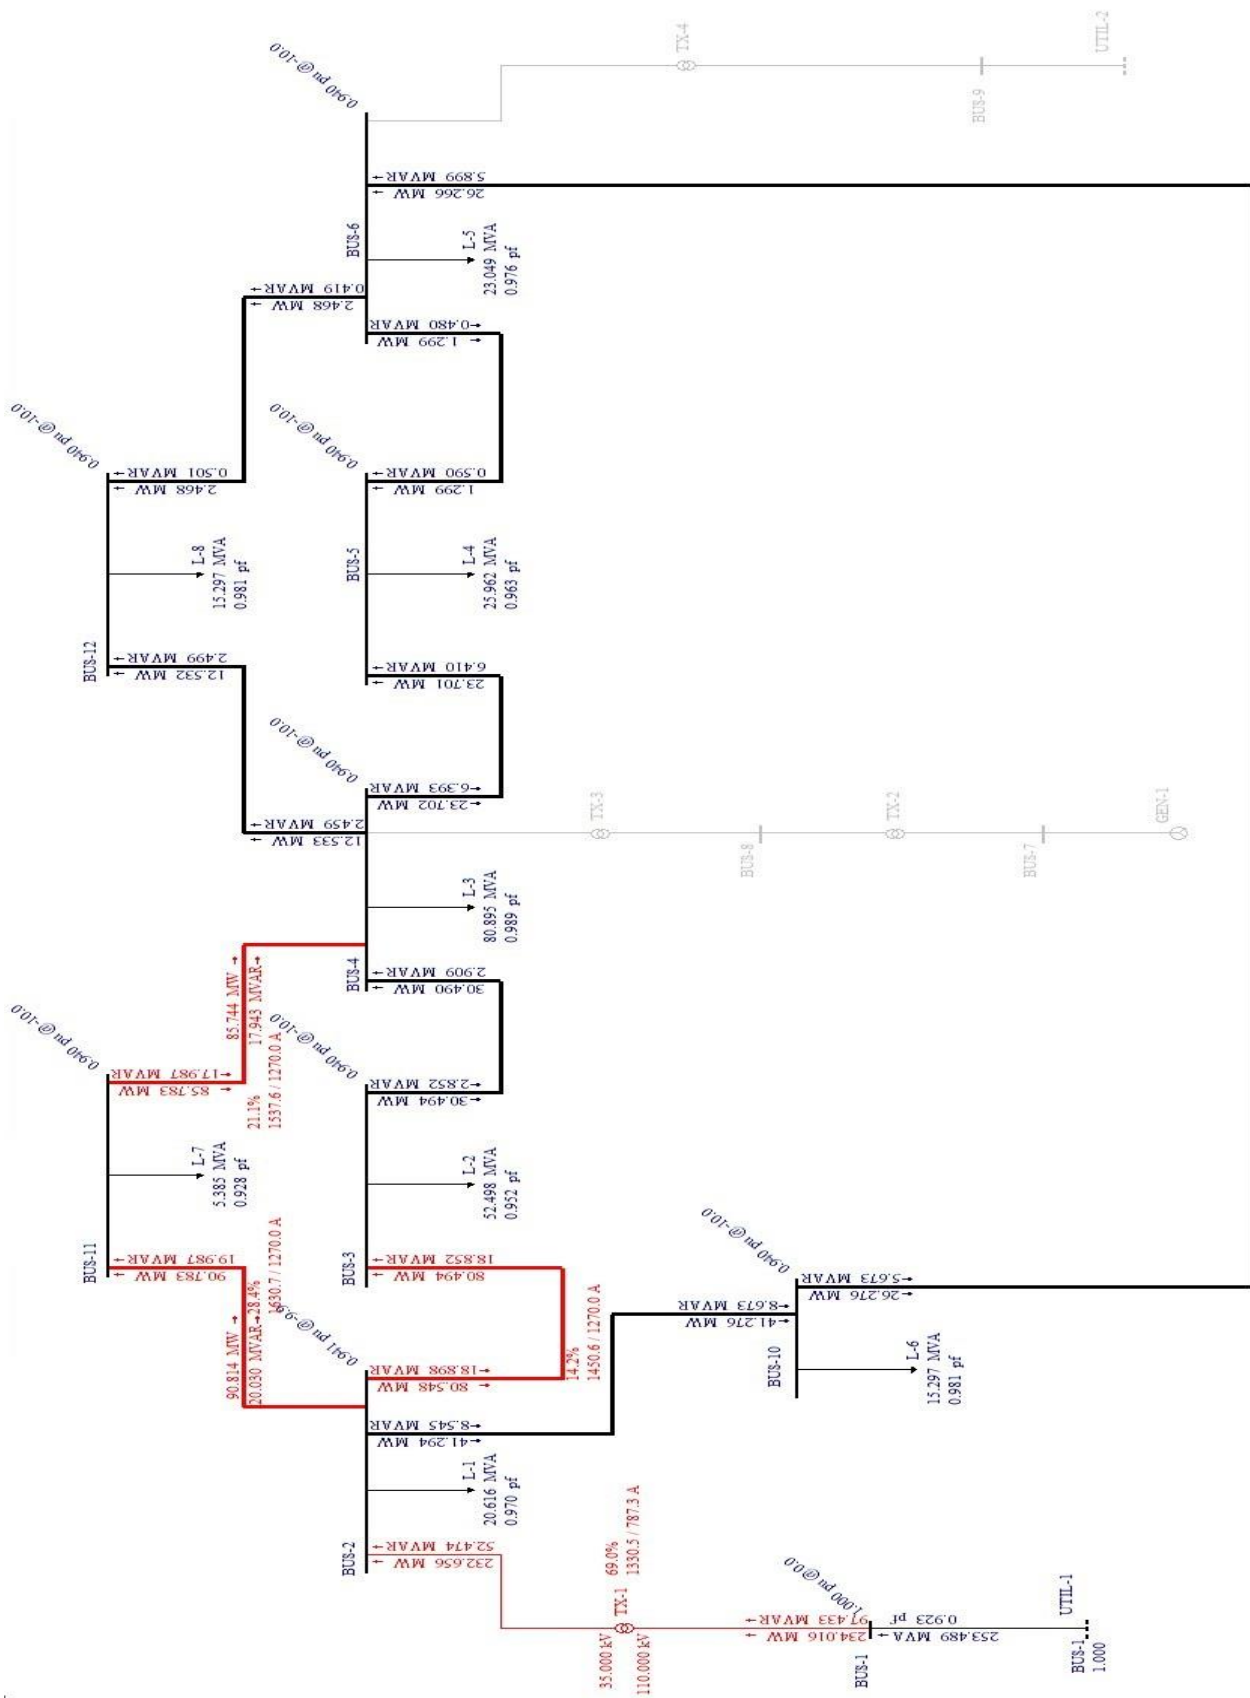 0.940 pu @-10.0
TX-4
BUS-9
UTIL-2
5.899 MVAR
26.266 MW
BUS-6
L-5
23.049 MVA
0.976 pf
0.419 MVAR
2.468 MW
0.480 MVAR
1.299 MW
0.940 pu @-10.0
0.501 MVAR
2.468 MW
L-8
15.297 MVA
0.981 pf
BUS-12
2.499 MVAR
12.532 MW
0.940 pu @-10.0
0.590 MVAR
1.299 MW
BUS-5
L-4
25.962 MVA
0.963 pf
6.410 MVAR
23.701 MW
0.940 pu @-10.0
6.393 MVAR
23.702 MW
2.459 MVAR
12.533 MW
TX-3
BUS-8
TX-2
BUS-7
GEN-1
L-3
80.895 MVA
0.989 pf
BUS-4
2.909 MVAR
30.490 MW
85.744 MW
17.943 MVAR
21.1%
1537.6 / 1270.0 A
0.940 pu @-10.0
17.987 MVAR
85.783 MW
L-7
5.385 MVA
0.928 pf
BUS-11
19.987 MVAR
90.783 MW
0.940 pu @-10.0
2.852 MVAR
30.494 MW
L-2
52.498 MVA
0.952 pf
BUS-3
18.852 MVAR
80.494 MW
14.2%
1450.6 / 1270.0 A
90.814 MW
20.030 MVAR
28.4%
1630.7 / 1270.0 A
0.941 pu @-9.9
18.898 MVAR
80.548 MW
8.545 MVAR
41.294 MW
L-1
20.616 MVA
0.970 pf
BUS-2
52.474 MVAR
232.656 MW
0.940 pu @-10.0
5.673 MVAR
26.276 MW
8.673 MVAR
41.276 MW
BUS-10
L-6
15.297 MVA
0.981 pf
35.000 kV
TX-1
69.0%
1330.5 / 787.3 A
110.000 kV
1.000 pu @0.0
97.433 MVAR
234.016 MW
BUS-1
0.923 pf
253.489 MVA
UTIL-1
BUS-1
1.000